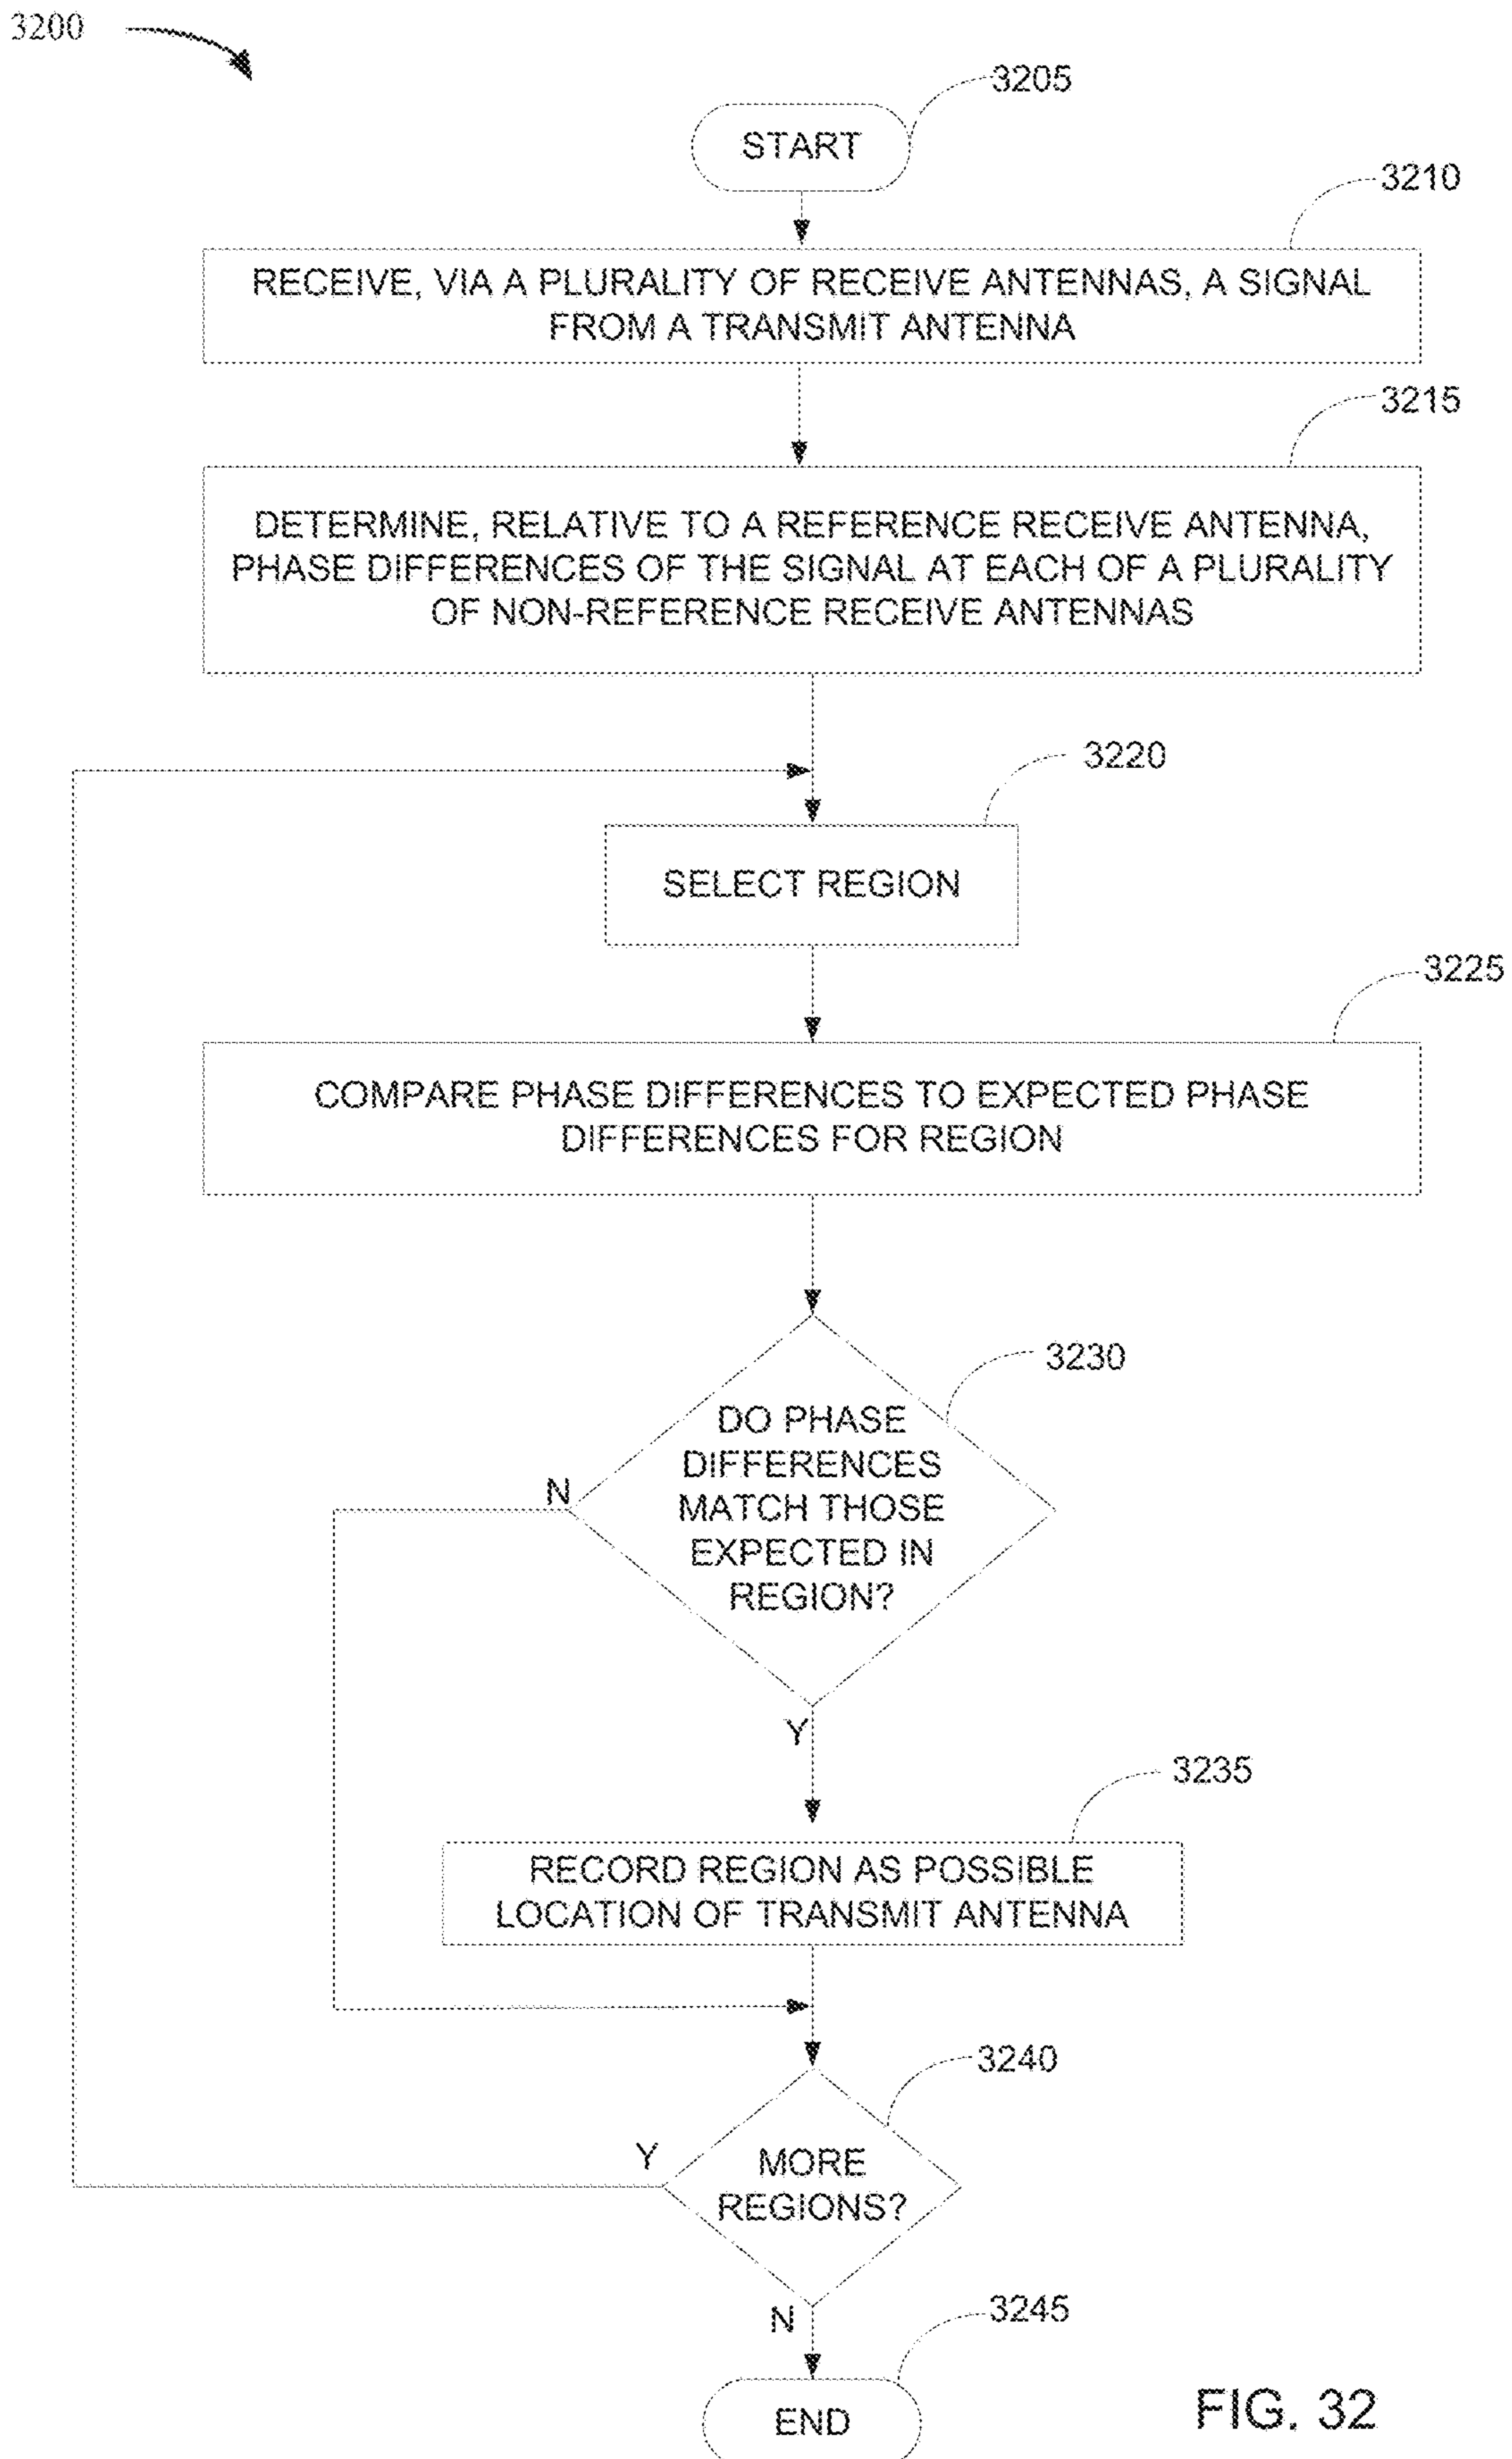 3200
3205
START
3210
RECEIVE, VIA A PLURALITY OF RECEIVE ANTENNAS, A SIGNAL
FROM A TRANSMIT ANTENNA
3215
DETERMINE, RELATIVE TO A REFERENCE RECEIVE ANTENNA,
PHASE DIFFERENCES OF THE SIGNAL AT EACH OF A PLURALITY
OF NON-REFERENCE RECEIVE ANTENNAS
3220
SELECT REGION
3225
COMPARE PHASE DIFFERENCES TO EXPECTED PHASE
DIFFERENCES FOR REGION
3230
DO PHASE
DIFFERENCES
MATCH THOSE
EXPECTED IN
REGION?
N
Y
3235
RECORD REGION AS POSSIBLE
LOCATION OF TRANSMIT ANTENNA
3240
MORE
REGIONS?
Y
N
3245
END
FIG. 32